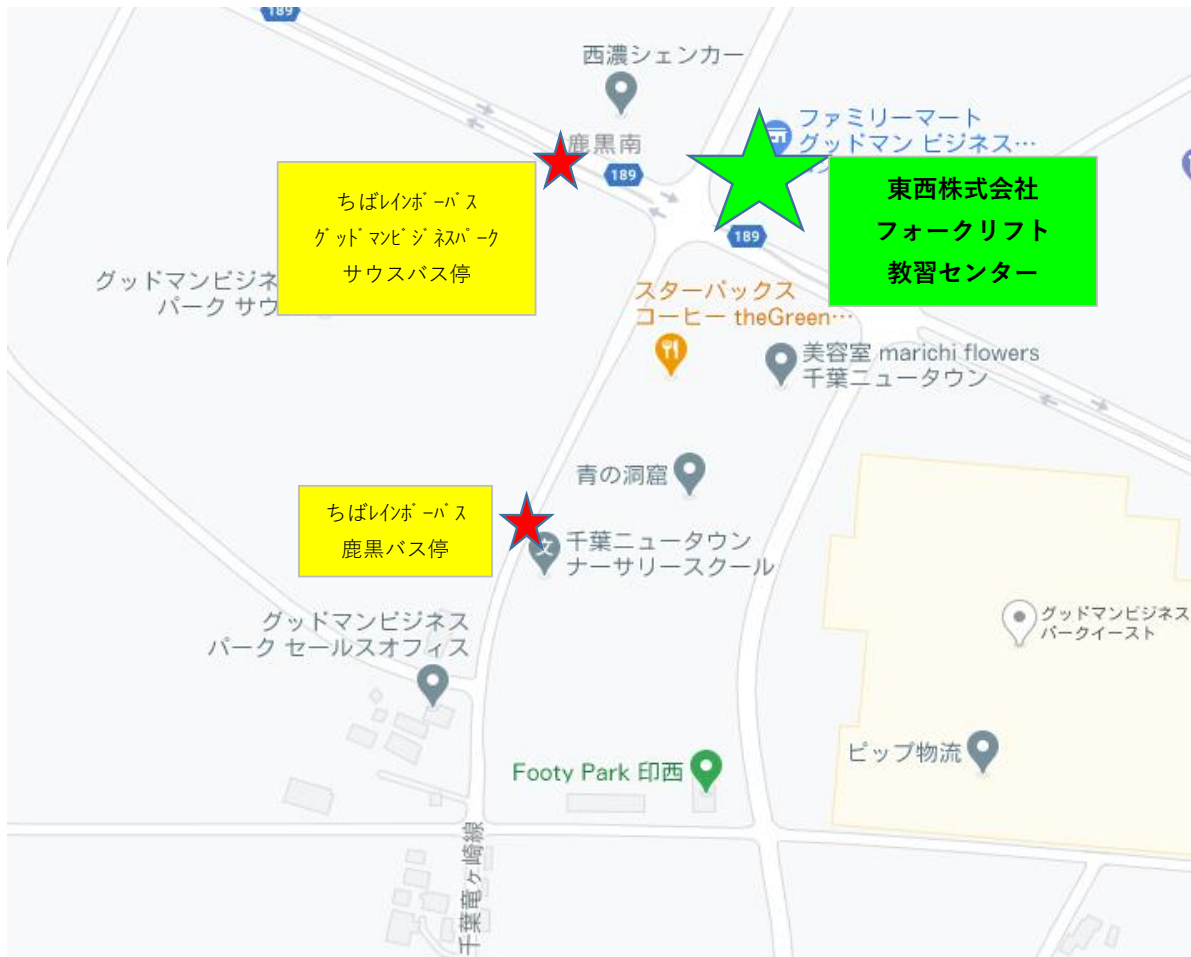 189
西濃シェンカー
ファミリーマート
グッドマン ビジネス…
鹿黒南
189
ちばﾚｲﾝﾎﾞｰﾊﾞｽ
ｸﾞｯﾄﾞﾏﾝﾋﾞｼﾞﾈｽﾊﾟｰｸ
サウスバス停
東西株式会社
フォークリフト
教習センター
189
グッドマンビジネ
パーク サウ
スターバックス
コーヒー theGreen…
美容室 marichi flowers
千葉ニュータウン
青の洞窟
ちばﾚｲﾝﾎﾞｰﾊﾞｽ
鹿黒バス停
文
千葉ニュータウン
ナーサリースクール
グッドマンビジネス
パーク セールスオフィス
グッドマンビジネス
パークイースト
ピップ物流
Footy Park 印西
千葉竜ヶ崎線